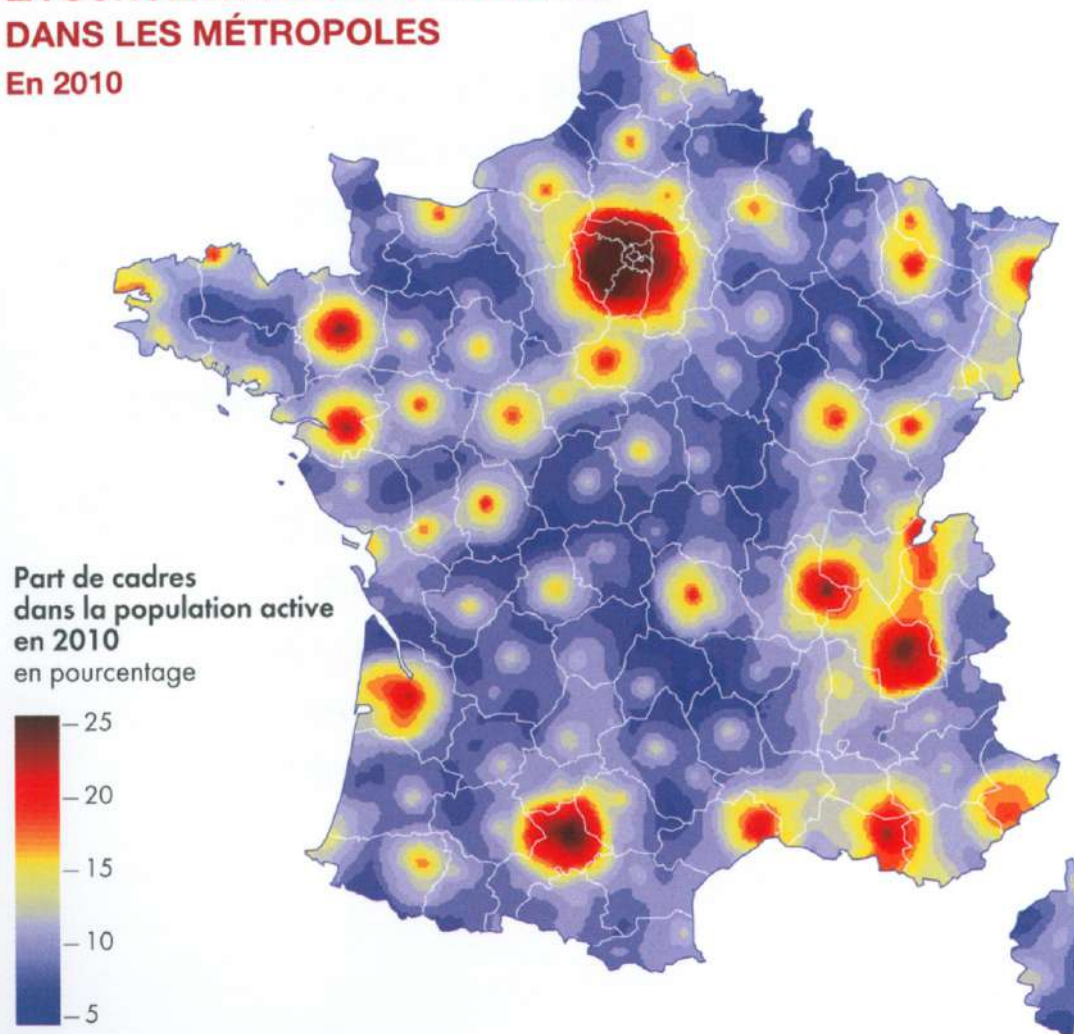 DANS LES MÉTROPOLES
En 2010
Part de cadres
dans la population active
en 2010
en pourcentage
25
20
15
10
5